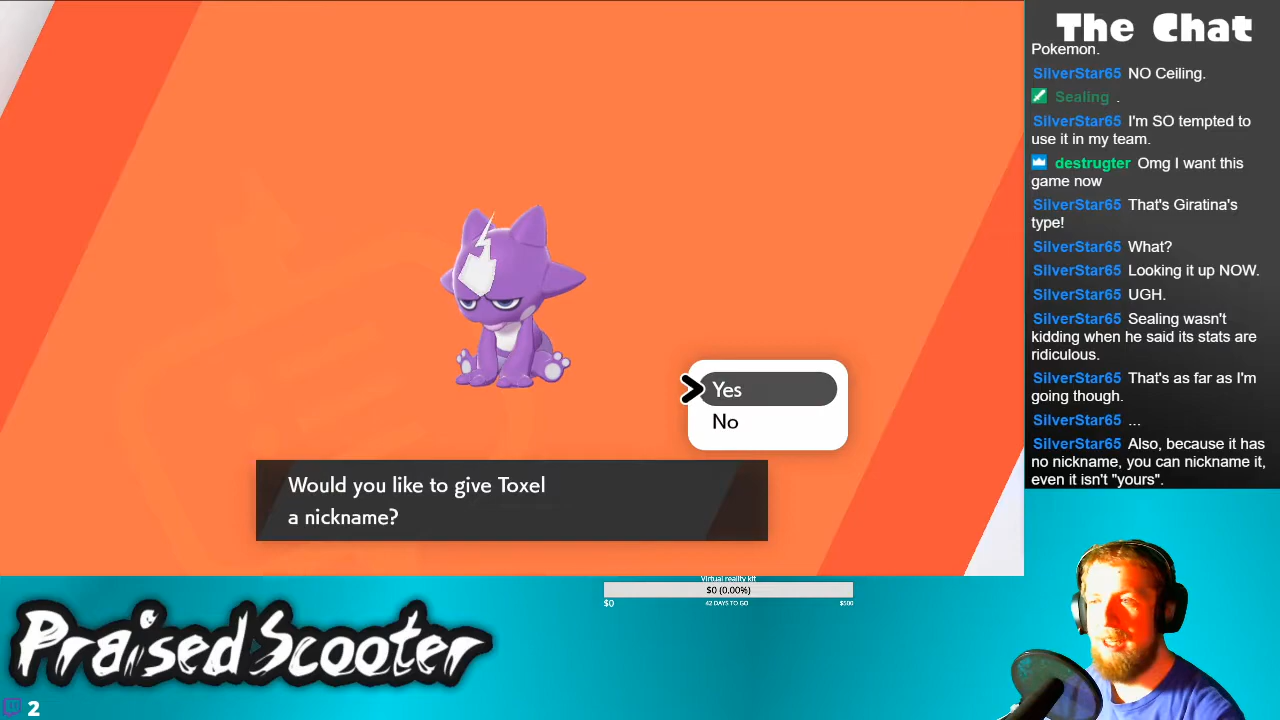 The Chat
Pokemon.
SilverStar65 NO Ceiling.
Sealing .
SilverStar65 I'm SO tempted to
use it in my team.
destrugter Omg I want this
game now
SilverStar65 That's Giratina's
type!
SilverStar65 What?
SilverStar65 Looking it up NOW.
SilverStar65 UGH.
SilverStar65 Sealing wasn't
kidding when he said its stats are
ridiculous.
SilverStar65 That's as far as I'm
going though.
SilverStar65 ...
SilverStar65 Also, because it has
no nickname, you can nickname it,
even it isn't "yours".
Yes
No
Would you like to give Toxel
a nickname?
Virtual reality kit
$0 (0.00%)
$0 42 DAYS TO GO $500
PraisedScooter
2